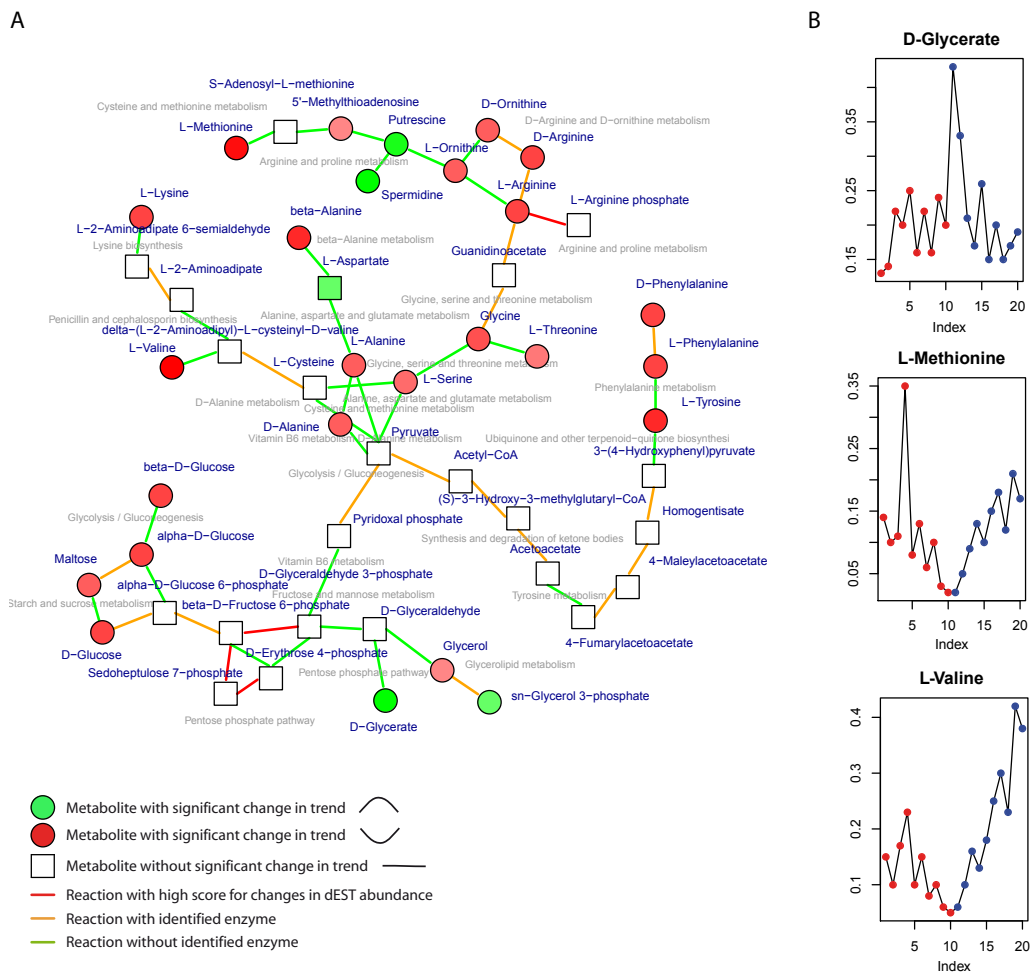 A
B
D-Glycerate
S-Adenosyl-L-methionine
Cysteine and methionine metabolism
5'-Methylthioadenosine
D-Ornithine
Putrescine
D-Arginine and D-ornithine metabolism
L-Methionine
D-Arginine
L-Ornithine
Arginine and proline metabolism
L-Lysine
Spermidine
L-Arginine
L-Arginine phosphate
beta-Alanine
L-2-Aminoadipate 6-semialdehyde
beta-Alanine metabolism
Lysine biosynthesis
Guanidinoacetate
Arginine and proline metabolism
L-2-Aminoadipate
L-Aspartate
D-Phenylalanine
Glycine, serine and threonine metabolism
Penicillin and cephalosporin biosynthesis
Alanine, aspartate and glutamate metabolism
Glycine
delta-(L-2-Aminoadipyl)-L-cysteinyl-D-valine
L-Threonine
L-Valine
L-Alanine
L-Phenylalanine
L-Cysteine
Glycine, serine and threonine metabolism
L-Serine
Phenylalanine metabolism
D-Alanine metabolism
Alanine, aspartate and glutamate metabolism
Cysteine and methionine metabolism
L-Tyrosine
D-Alanine
Pyruvate
Vitamin B6 metabolism
D-Alanine metabolism
Ubiquinone and other terpenoid-quinone biosynthesi
3-(4-Hydroxyphenyl)pyruvate
Acetyl-CoA
beta-D-Glucose
Glycolysis / Gluconeogenesis
(S)-3-Hydroxy-3-methylglutaryl-CoA
Homogentisate
Glycolysis / Gluconeogenesis
Pyridoxal phosphate
alpha-D-Glucose
Synthesis and degradation of ketone bodies
Acetoacetate
Maltose
Vitamin B6 metabolism
4-Maleylacetoacetate
D-Glyceraldehyde 3-phosphate
alpha-D-Glucose 6-phosphate
Fructose and mannose metabolism
Tyrosine metabolism
Starch and sucrose metabolism
beta-D-Fructose 6-phosphate
D-Glyceraldehyde
4-Fumarylacetoacetate
D-Glucose
D-Erythrose 4-phosphate
Glycerol
Sedoheptulose 7-phosphate
Pentose phosphate pathway
Glycerolipid metabolism
sn-Glycerol 3-phosphate
Pentose phosphate pathway
D-Glycerate
0.35
0.25
0.15
5 10 15 20
Index
L-Methionine
0.35
0.25
0.15
0.05
5 10 15 20
Index
L-Valine
0.4
0.3
0.2
0.1
5 10 15 20
Index
Metabolite with significant change in trend
Metabolite with significant change in trend
Metabolite without significant change in trend
Reaction with high score for changes in dEST abundance
Reaction with identified enzyme
Reaction without identified enzyme